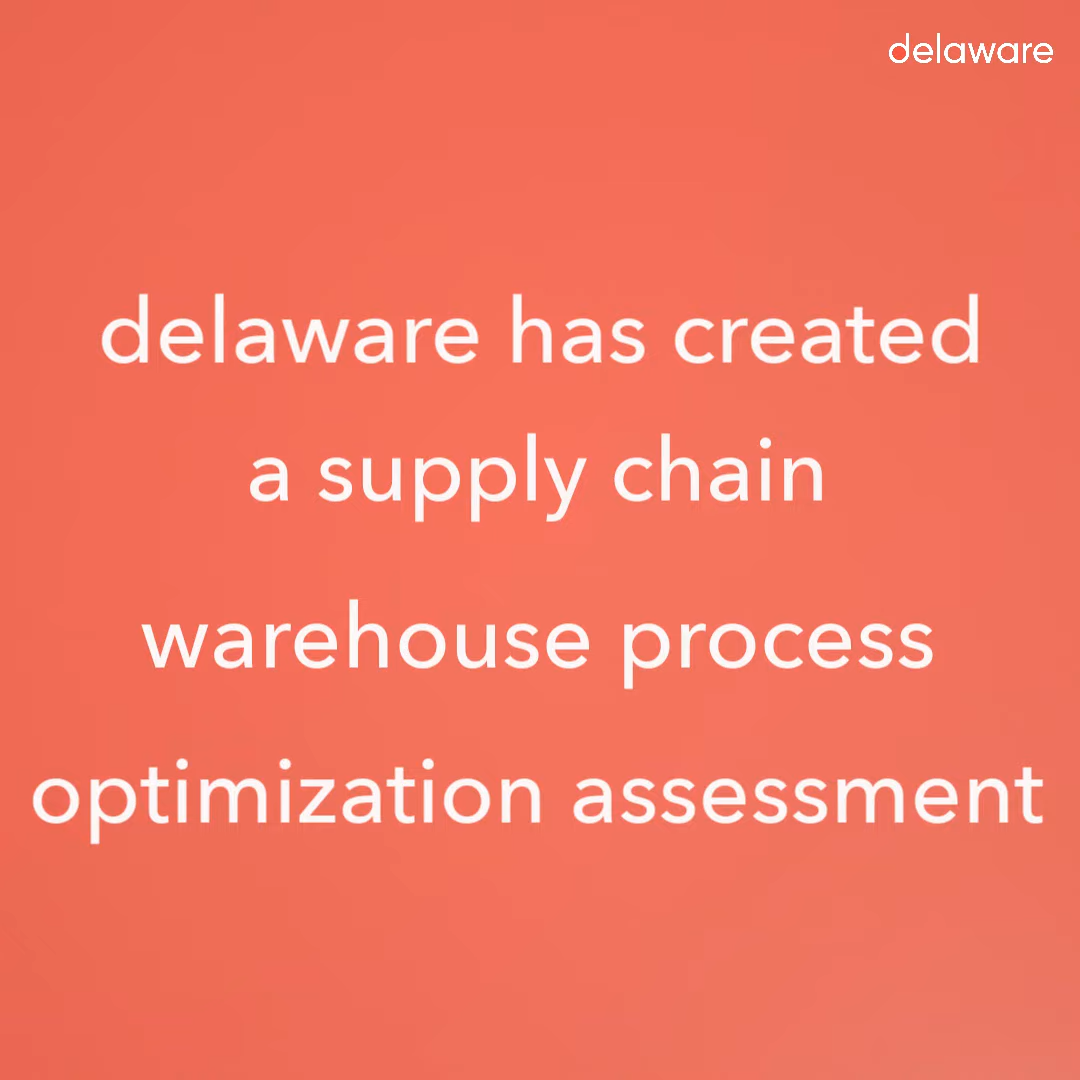 delaware
delaware has created
a supply chain
warehouse process
optimization assessment